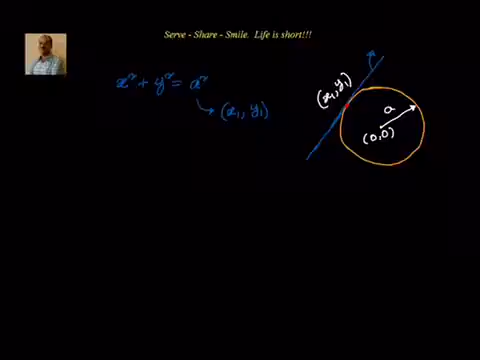 Serve - Share - Smile. Life is short!!!
x² + y² = a²
(x₁, y₁)
(x₁, y₁)
a
(0,0)